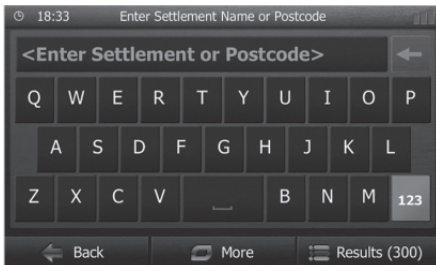 18:33 Enter Settlement Name or Postcode
<Enter Settlement or Postcode>
Q W E R T Y U I O P
A S D F G H J K L
Z X C V B N M 123
Back More Results (300)